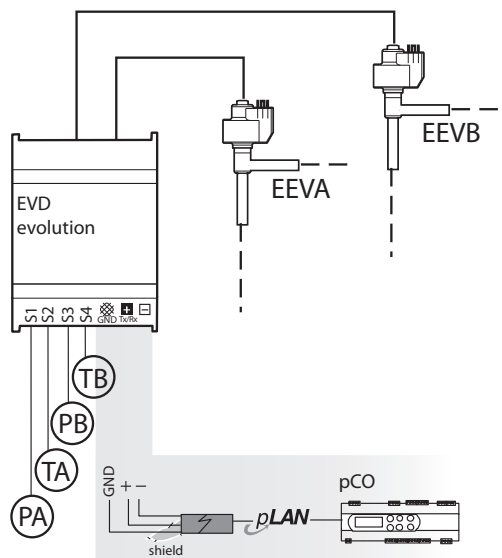 EEVB
EEVA
EVD
evolution
S1
S2
S3
S4
GND
Tx/Rx
TB
PB
TA
PA
GND
+
–
shield
pLAN
pCO